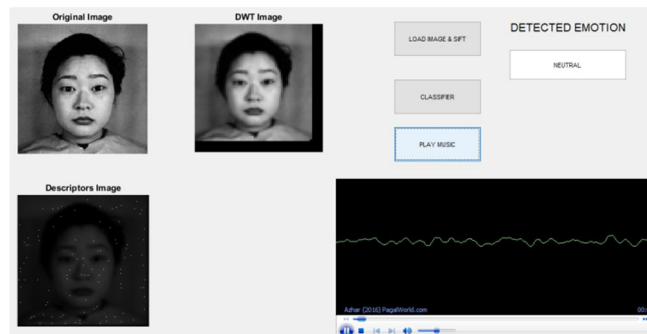 Original Image
DWT Image
LOAD IMAGE & SIFT
DETECTED EMOTION
NEUTRAL
CLASSIFIER
PLAY MUSIC
Descriptors Image
Azhar (2016) PagalWorld.com
00: